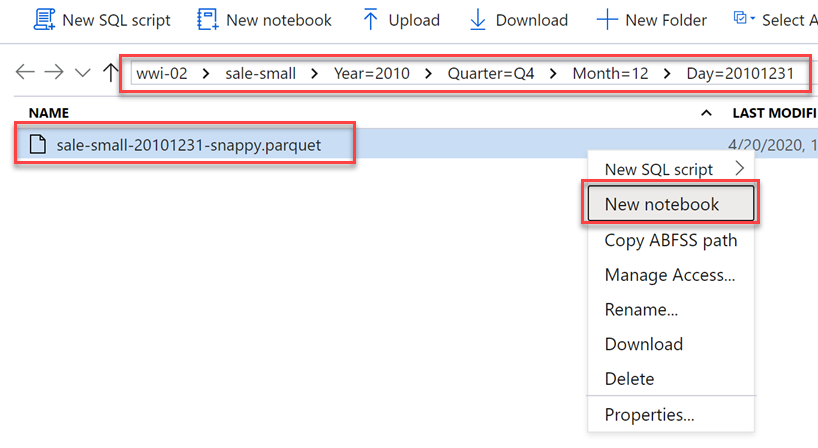 New SQL script New notebook Upload Download New Folder Select A
wwi-02 > sale-small > Year=2010 > Quarter=Q4 > Month=12 > Day=20101231
NAME LAST MODIFI
sale-small-20101231-snappy.parquet 4/20/2020, 1
New SQL script
New notebook
Copy ABFSS path
Manage Access...
Rename...
Download
Delete
Properties...